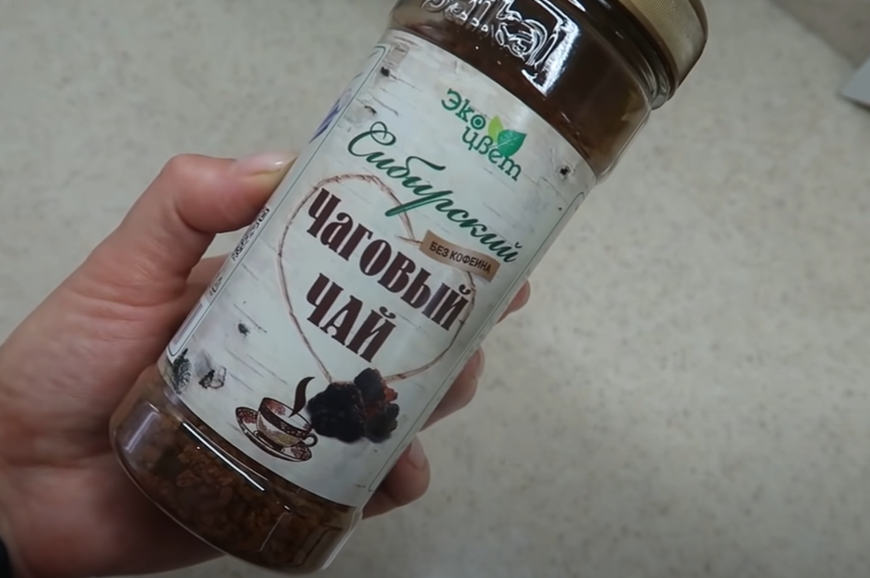 эко
цвет
Сибирский
БЕЗ КОФЕИНА
Чаговый
ЧАЙ